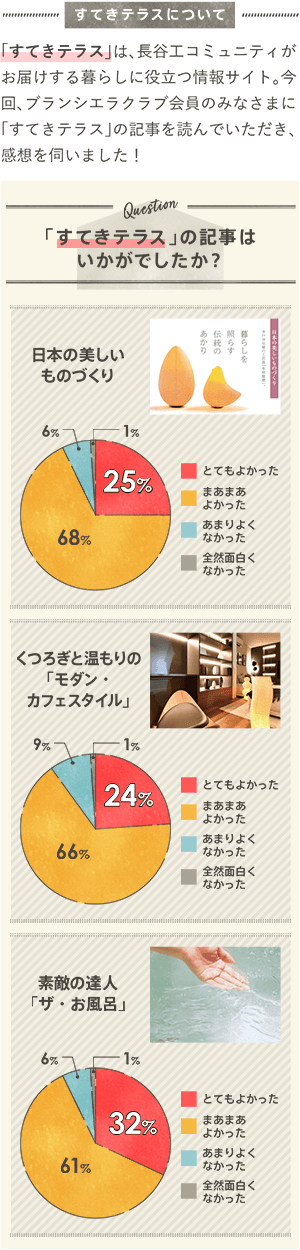 すてきテラスについて
「すてきテラス」は、長谷工コミュニティが
お届けする暮らしに役立つ情報サイト。今
回、ブランシエラクラブ会員のみなさまに
「すてきテラス」の記事を読んでいただき、
感想を伺いました！
Question
「すてきテラス」の記事は
いかがでしたか？
日本の美しい
ものづくり
暮らしを
照らす
伝統の
あかり
日本の美しいものづくり
6%
1%
25%
68%
とてもよかった
まあまあ
よかった
あまりよく
なかった
全然面白く
なかった
くつろぎと温もりの
「モダン・
カフェスタイル」
9%
1%
24%
66%
とてもよかった
まあまあ
よかった
あまりよく
なかった
全然面白く
なかった
素敵の達人
「ザ・お風呂」
6%
1%
32%
61%
とてもよかった
まあまあ
よかった
あまりよく
なかった
全然面白く
なかった